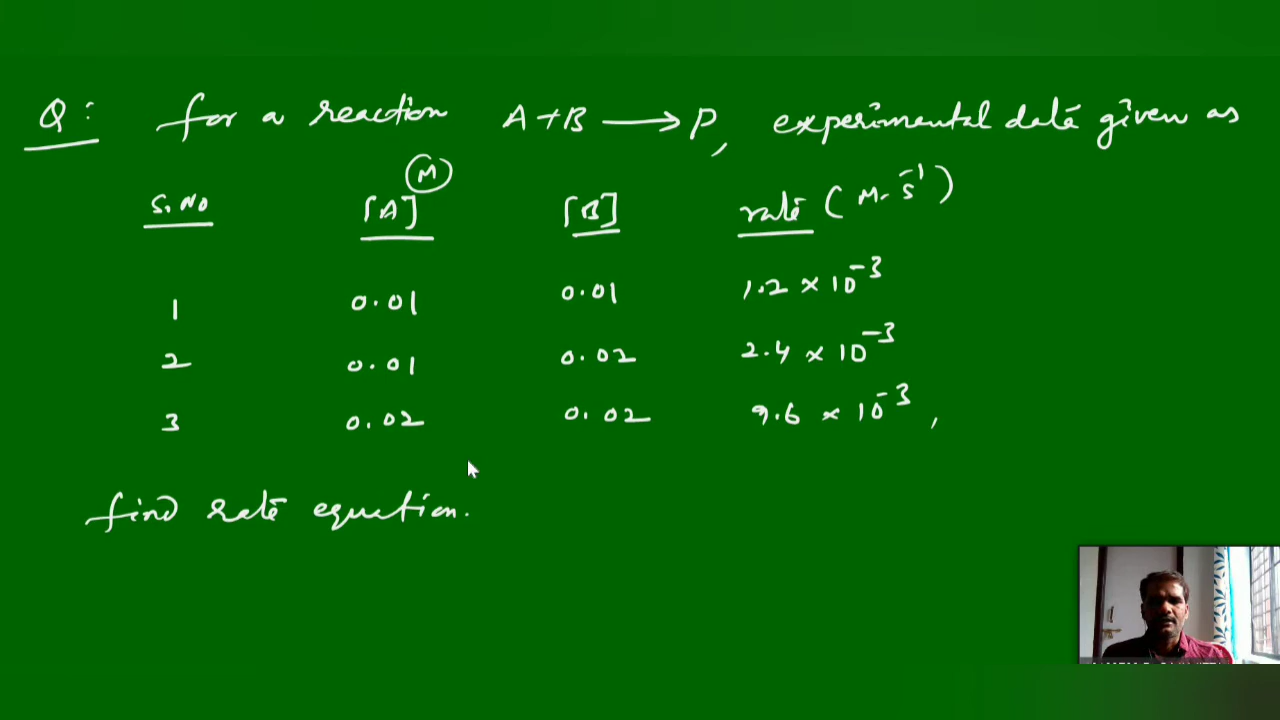 Q: for a reaction A+B ⟶ P, experimental data given as
S.No [A] (M) [B] rate (M. s⁻¹)
1 0.01 0.01 1.2 × 10⁻³
2 0.01 0.02 2.4 × 10⁻³
3 0.02 0.02 9.6 × 10⁻³,
find rate equation.